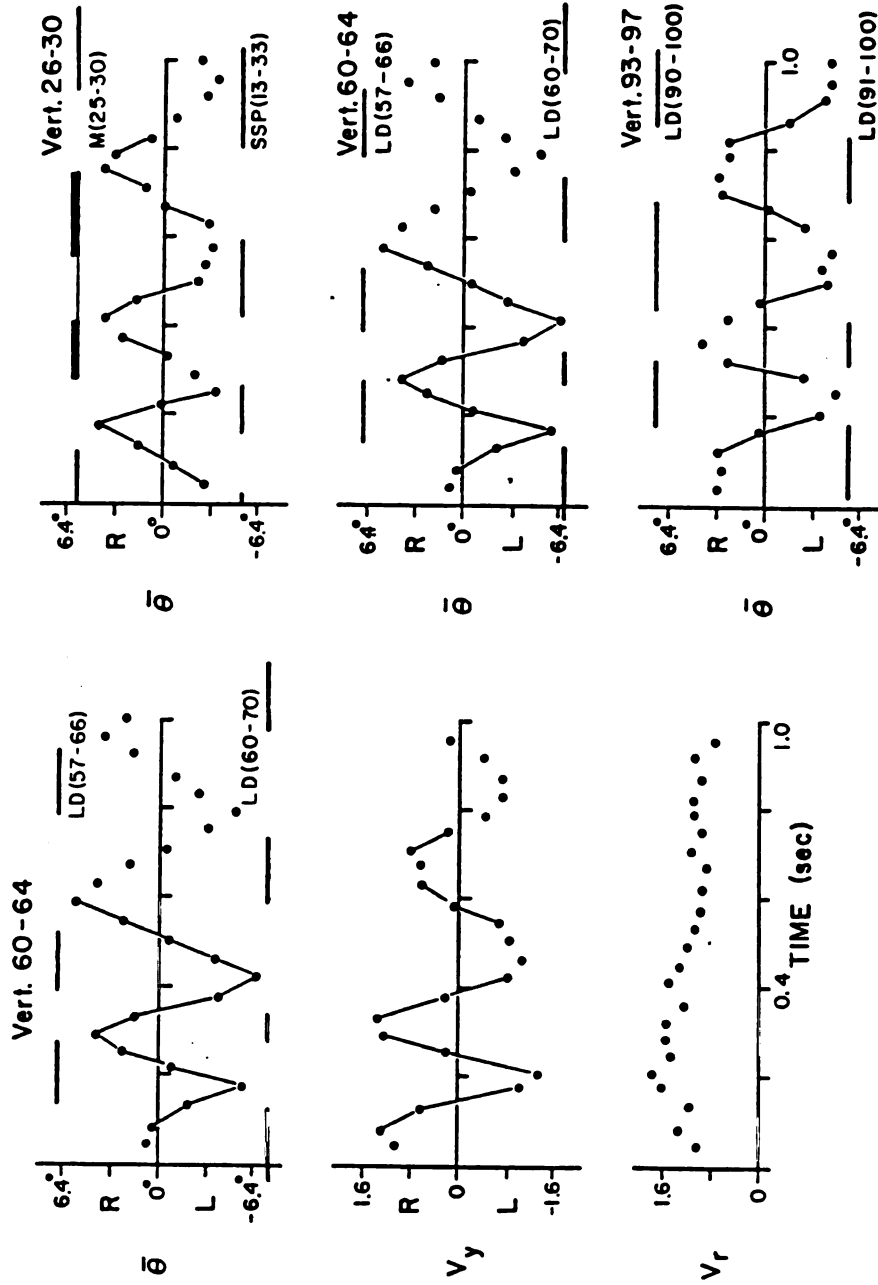 Vert. 60-64
6.4°
R
0°
L
-6.4°
θ̄
LD(57-66)
LD(60-70)
1.6
R
0
L
-1.6
Vy
1.6
0
Vr
0.4
1.0
TIME (sec)
Vert. 26-30
6.4°
R
0°
-6.4°
θ̄
M(25-30)
SSP(13-33)
Vert. 60-64
6.4°
R
0°
L
-6.4°
θ̄
LD(57-66)
LD(60-70)
Vert. 93-97
6.4°
R
0°
L
-6.4°
θ̄
LD(90-100)
1.0
LD(91-100)